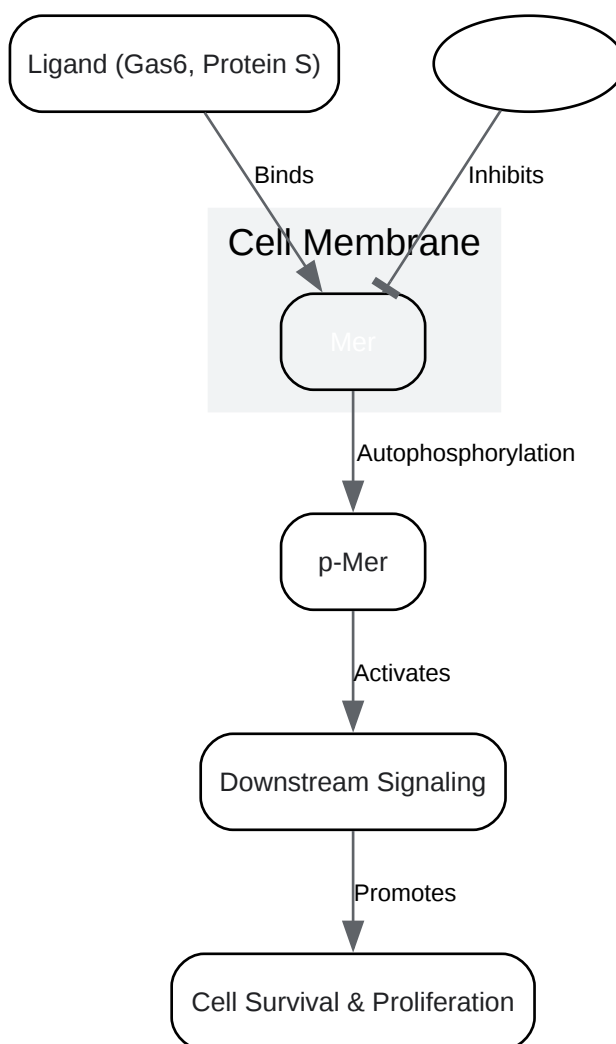 Ligand (Gas6, Protein S)
Binds
Inhibits
Cell Membrane
Mer
Autophosphorylation
p-Mer
Activates
Downstream Signaling
Promotes
Cell Survival & Proliferation